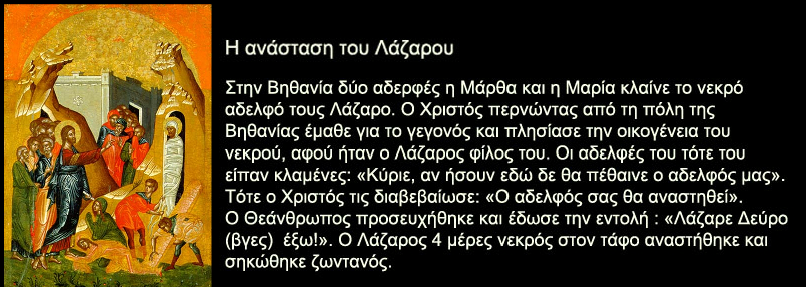 Η ανάσταση του Λάζαρου
Στην Βηθανία δύο αδερφές η Μάρθα και η Μαρία κλαίνε το νεκρό
αδελφό τους Λάζαρο. Ο Χριστός περνώντας από τη πόλη της
Βηθανίας έμαθε για το γεγονός και πλησίασε την οικογένεια του
νεκρού, αφού ήταν ο Λάζαρος φίλος του. Οι αδελφές του τότε του
είπαν κλαμένες: «Κύριε, αν ήσουν εδώ δε θα πέθαινε ο αδελφός μας».
Τότε ο Χριστός τις διαβεβαίωσε: «Ο αδελφός σας θα αναστηθεί».
Ο Θεάνθρωπος προσευχήθηκε και έδωσε την εντολή : «Λάζαρε Δεύρο
(βγες) έξω!». Ο Λάζαρος 4 μέρες νεκρός στον τάφο αναστήθηκε και
σηκώθηκε ζωντανός.